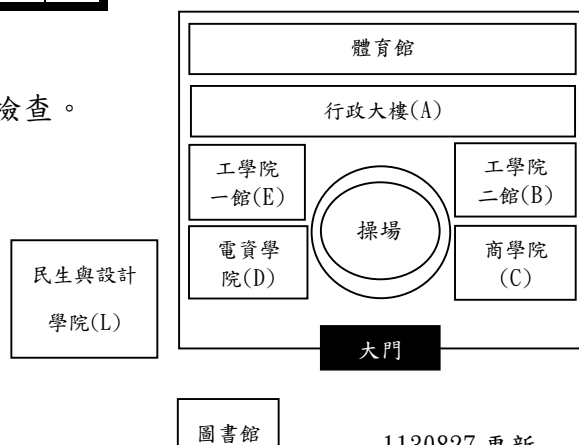 檢查。
體育館
行政大樓(A)
工學院
一館(E)
工學院
二館(B)
操場
電資學
院(D)
商學院
(C)
民生與設計
學院(L)
大門
圖書館
1130827 更新